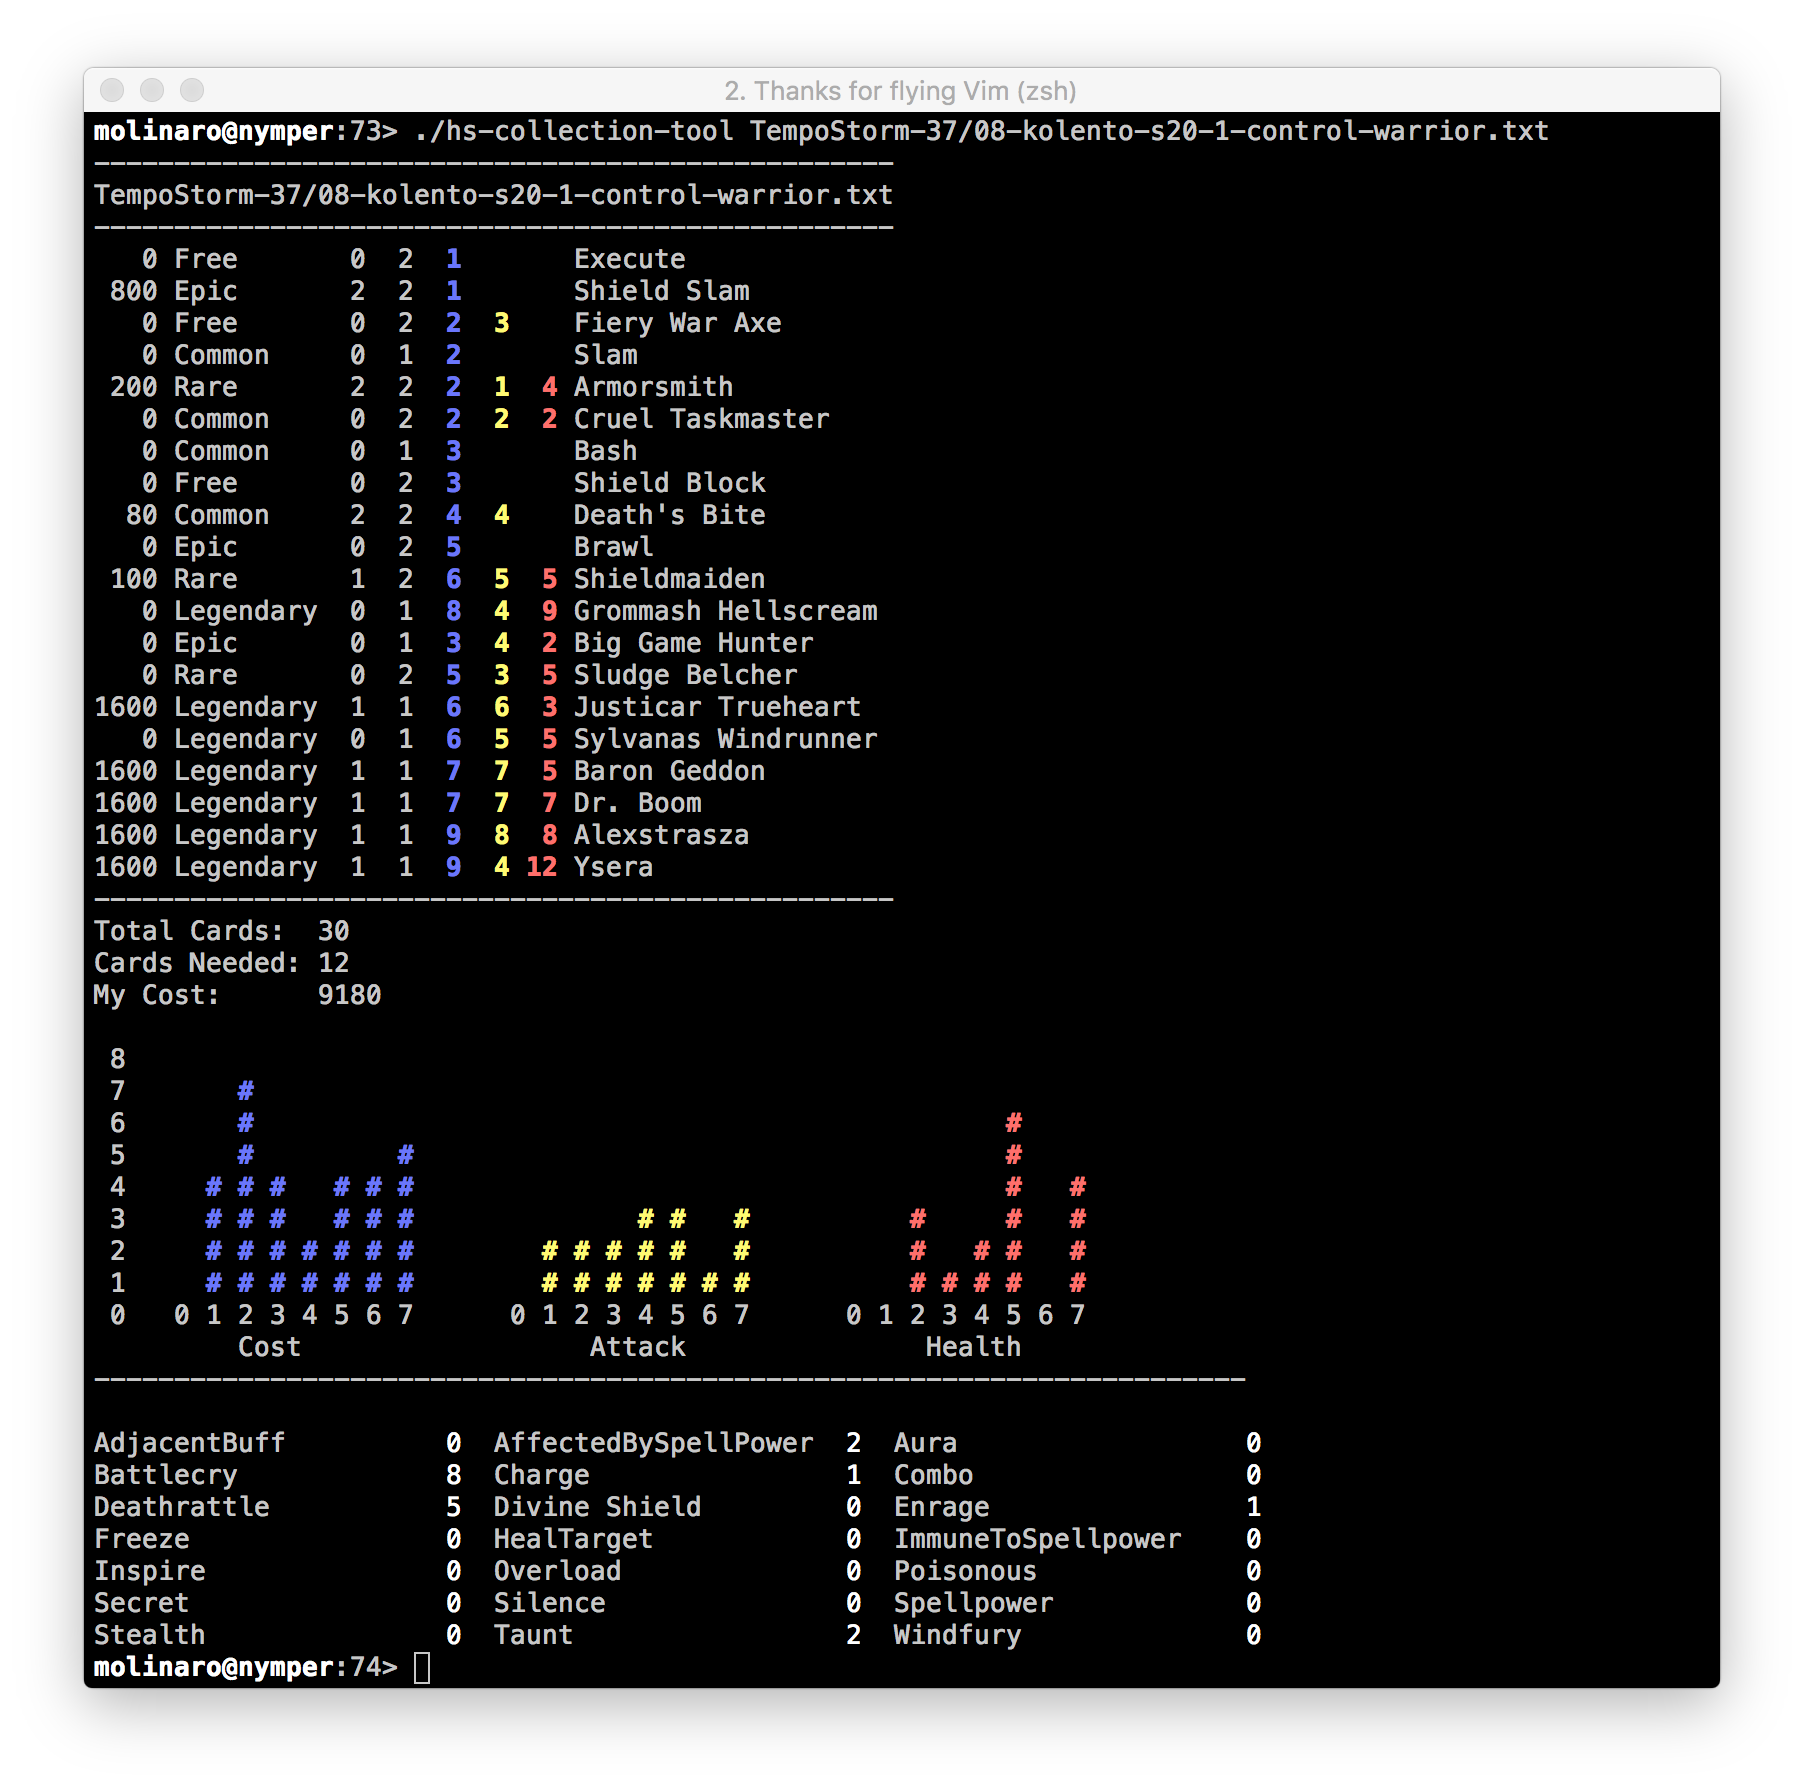 2. Thanks for flying Vim (zsh)
molinaro@nymper:73> ./hs-collection-tool TempoStorm-37/08-kolento-s20-1-control-warrior.txt
--------------------------------------------------
TempoStorm-37/08-kolento-s20-1-control-warrior.txt
--------------------------------------------------
   0 Free       0  2  1       Execute
 800 Epic       2  2  1       Shield Slam
   0 Free       0  2  2  3    Fiery War Axe
   0 Common     0  1  2       Slam
 200 Rare       2  2  2  1  4 Armorsmith
   0 Common     0  2  2  2  2 Cruel Taskmaster
   0 Common     0  1  3       Bash
   0 Free       0  2  3       Shield Block
  80 Common     2  2  4  4    Death's Bite
   0 Epic       0  2  5       Brawl
 100 Rare       1  2  6  5  5 Shieldmaiden
   0 Legendary  0  1  8  4  9 Grommash Hellscream
   0 Epic       0  1  3  4  2 Big Game Hunter
   0 Rare       0  2  5  3  5 Sludge Belcher
1600 Legendary  1  1  6  6  3 Justicar Trueheart
   0 Legendary  0  1  6  5  5 Sylvanas Windrunner
1600 Legendary  1  1  7  7  5 Baron Geddon
1600 Legendary  1  1  7  7  7 Dr. Boom
1600 Legendary  1  1  9  8  8 Alexstrasza
1600 Legendary  1  1  9  4 12 Ysera
--------------------------------------------------
Total Cards:  30
Cards Needed: 12
My Cost:      9180
 8
 7       #
 6       #                                               #
 5       #         #                                     #
 4     # # #   # # #                                     #   #
 3     # # #   # # #              # #   #          #     #   #
 2     # # # # # # #        # # # # #   #          #   # #   #
 1     # # # # # # #        # # # # # # #          # # # #   #
 0   0 1 2 3 4 5 6 7      0 1 2 3 4 5 6 7      0 1 2 3 4 5 6 7
         Cost                  Attack               Health
------------------------------------------------------------------------
AdjacentBuff          0  AffectedBySpellPower  2  Aura                  0
Battlecry             8  Charge                1  Combo                 0
Deathrattle           5  Divine Shield         0  Enrage                1
Freeze                0  HealTarget            0  ImmuneToSpellpower    0
Inspire               0  Overload              0  Poisonous             0
Secret                0  Silence               0  Spellpower            0
Stealth               0  Taunt                 2  Windfury              0
molinaro@nymper:74>